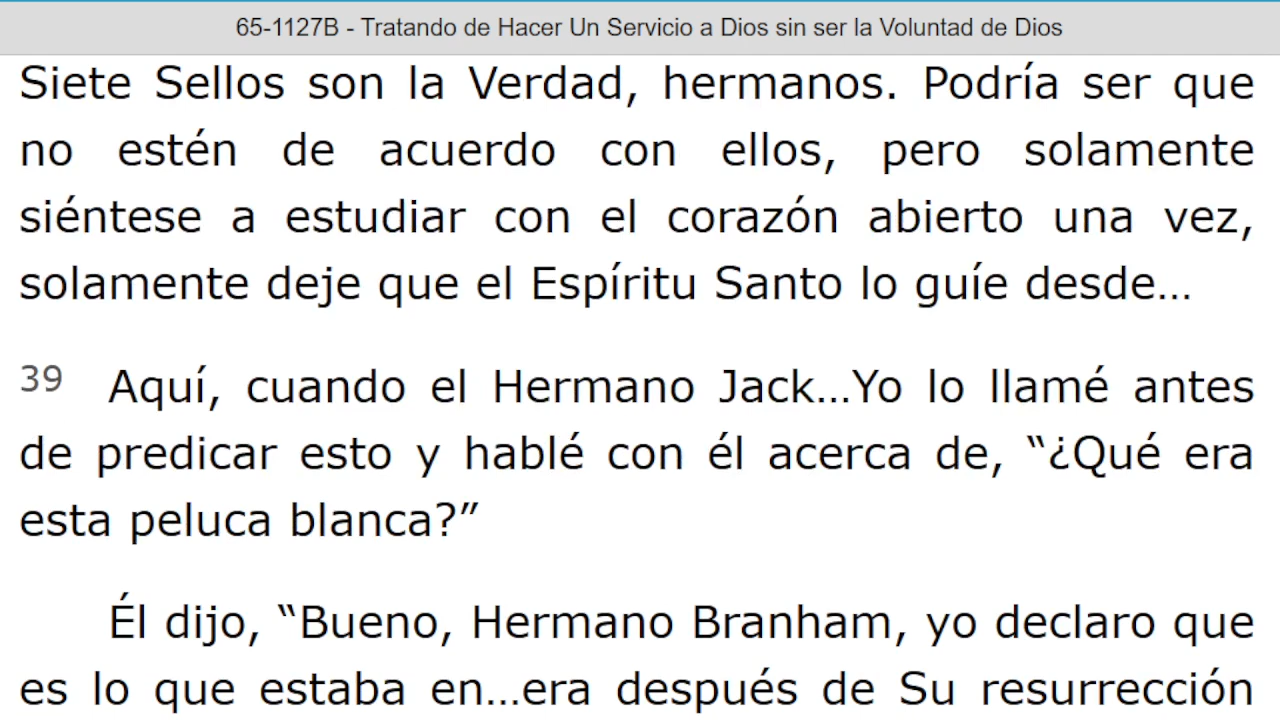 65-1127B - Tratando de Hacer Un Servicio a Dios sin ser la Voluntad de Dios
Siete Sellos son la Verdad, hermanos. Podría ser que
no estén de acuerdo con ellos, pero solamente
siéntese a estudiar con el corazón abierto una vez,
solamente deje que el Espíritu Santo lo guíe desde...
39 Aquí, cuando el Hermano Jack...Yo lo llamé antes
de predicar esto y hablé con él acerca de, “¿Qué era
esta peluca blanca?”
Él dijo, “Bueno, Hermano Branham, yo declaro que
es lo que estaba en...era después de Su resurrección